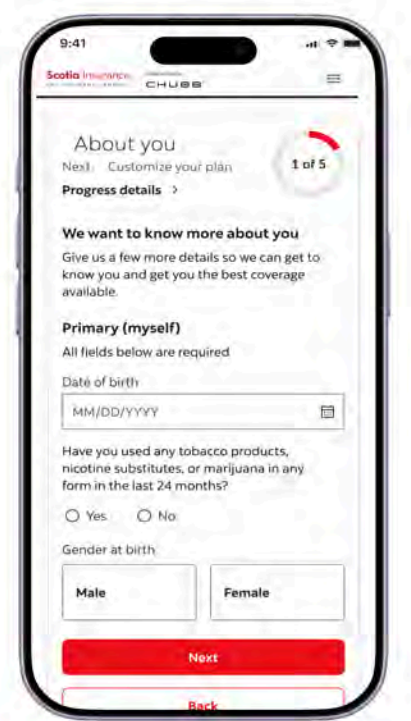 9:41
Scotia Insurance
CHUBB
About you
Next: Customize your plan
1 of 5
Progress details >
We want to know more about you
Give us a few more details so we can get to
know you and get you the best coverage
available.
Primary (myself)
All fields below are required
Date of birth
MM/DD/YYYY
Have you used any tobacco products,
nicotine substitutes, or marijuana in any
form in the last 24 months?
Yes No
Gender at birth
Male Female
Next
Back